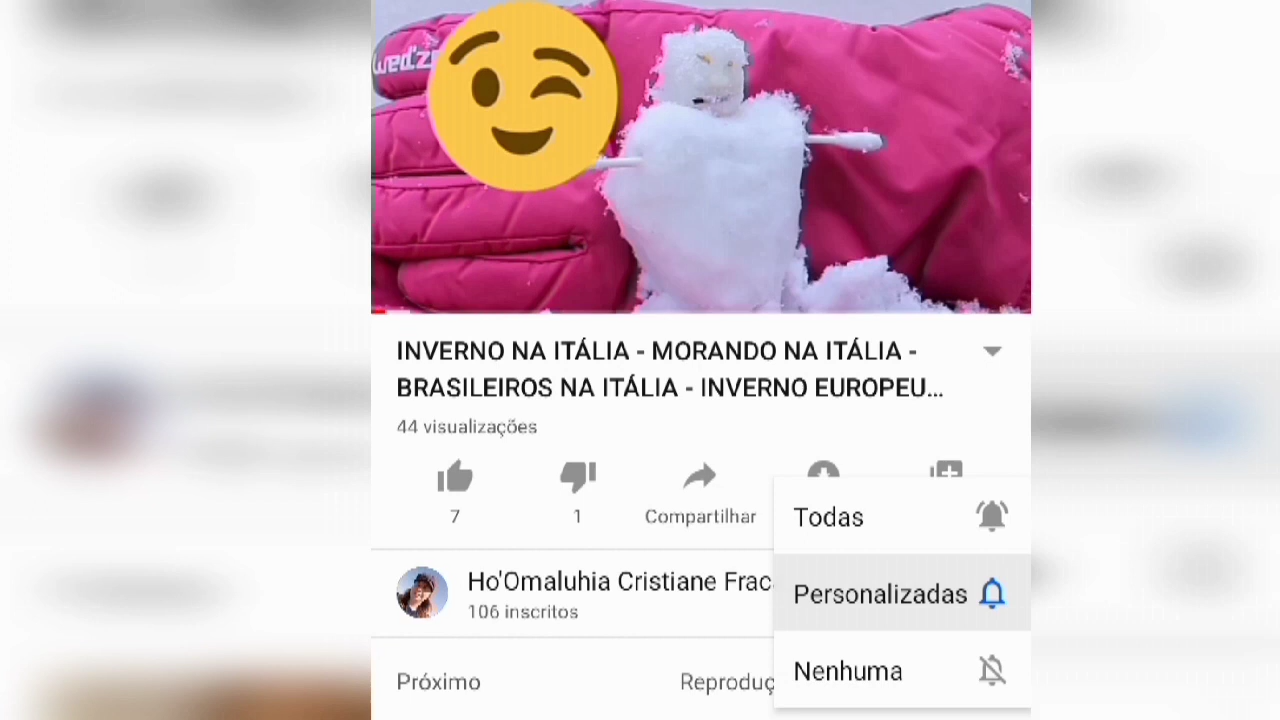 wed'z
INVERNO NA ITÁLIA - MORANDO NA ITÁLIA -
BRASILEIROS NA ITÁLIA - INVERNO EUROPEU...
44 visualizações
7
1
Compartilhar
Todas
Ho'Omaluhia Cristiane Frac
Personalizadas
106 inscritos
Nenhuma
Próximo
Reproduç